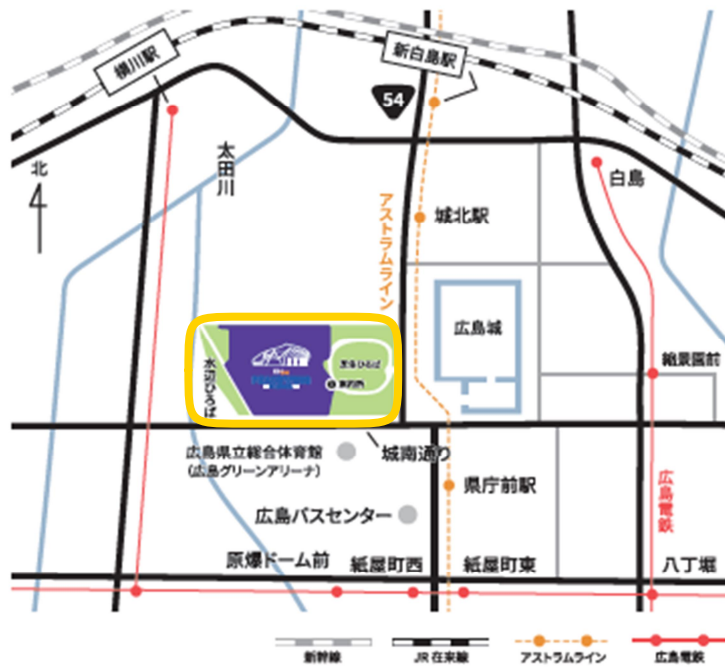 横川駅
新白島駅
54
北
太田川
白島
アストラムライン
城北駅
広島城
縮景園前
水辺ひろば
芝生ひろば
城南通り
広島県立総合体育館
(広島グリーンアリーナ)
県庁前駅
広島電鉄
広島バスセンター
原爆ドーム前
紙屋町西
紙屋町東
八丁堀
新幹線
JR在来線
アストラムライン
広島電鉄